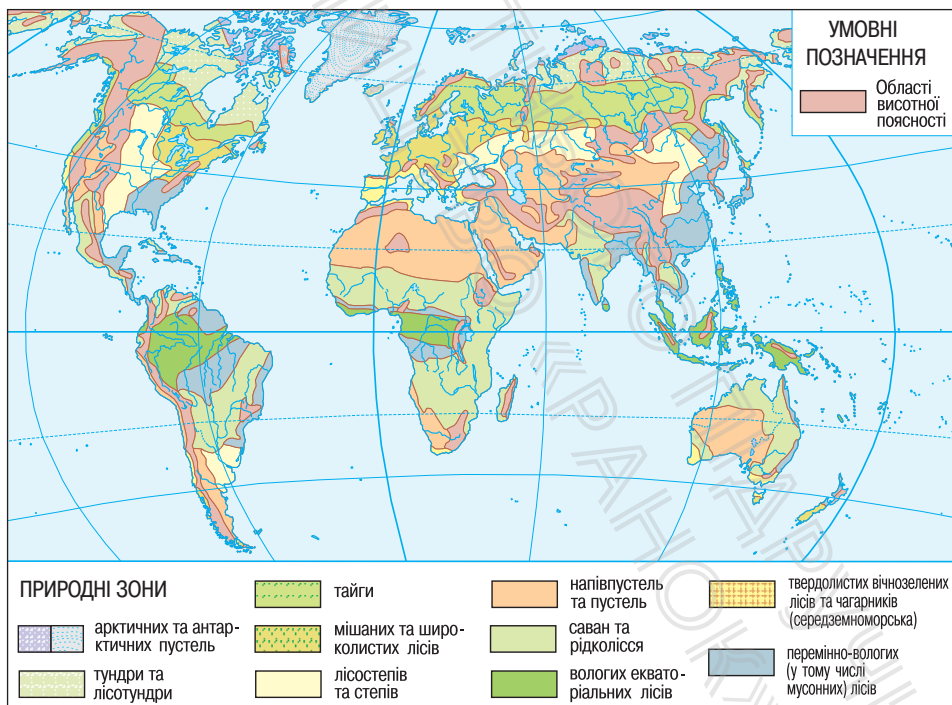 УМОВНІ
ПОЗНАЧЕННЯ
Області
висотної
поясності
ПРИРОДНІ ЗОНИ
арктичних та антар-
ктичних пустель
тундри та
лісотундри
тайги
мішаних та широ-
колистих лісів
лісостепів
та степів
напівпустель
та пустель
саван та
рідколісся
вологих еквато-
ріальних лісів
твердолистих вічнозелених
лісів та чагарників
(середземноморська)
перемінно-вологих
(у тому числі
мусонних) лісів